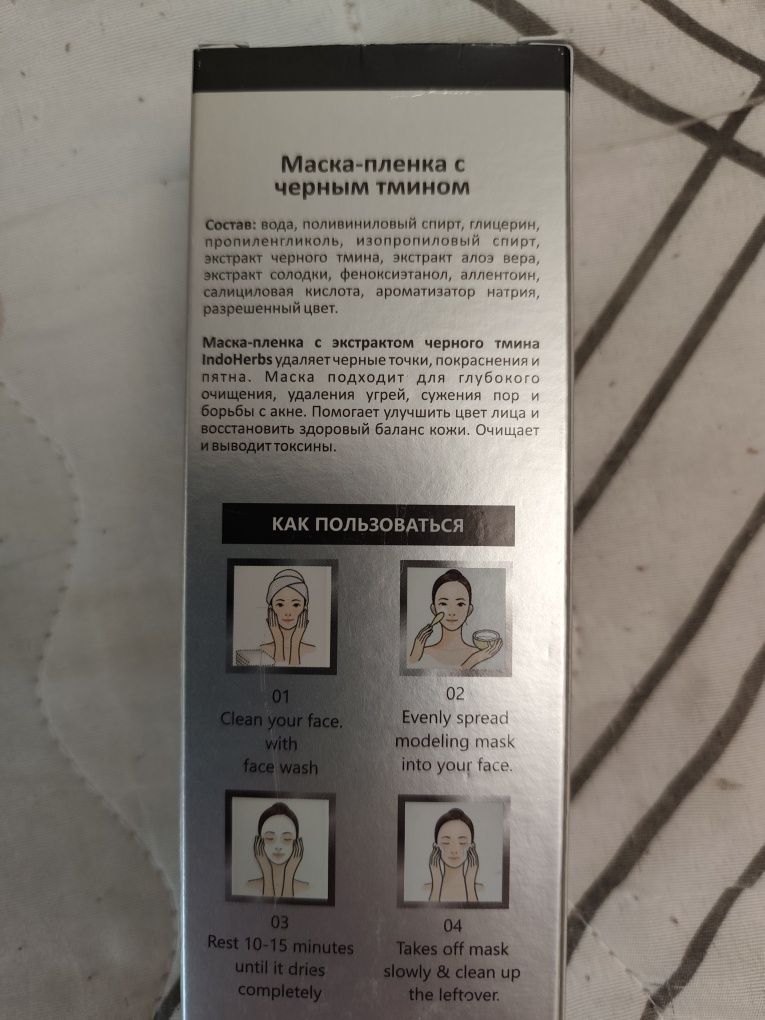 Маска-пленка с
черным тмином
Состав: вода, поливиниловый спирт, глицерин,
пропиленгликоль, изопропиловый спирт,
экстракт черного тмина, экстракт алоэ вера,
экстракт солодки, феноксиэтанол, аллентоин,
салициловая кислота, ароматизатор натрия,
разрешенный цвет.
Маска-пленка с экстрактом черного тмина
IndoHerbs удаляет черные точки, покраснения и
пятна. Маска подходит для глубокого
очищения, удаления угрей, сужения пор и
борьбы с акне. Помогает улучшить цвет лица и
восстановить здоровый баланс кожи. Очищает
и выводит токсины.
КАК ПОЛЬЗОВАТЬСЯ
01
Clean your face.
with
face wash
02
Evenly spread
modeling mask
into your face.
03
Rest 10-15 minutes
until it dries
completely
04
Takes off mask
slowly & clean up
the leftover.